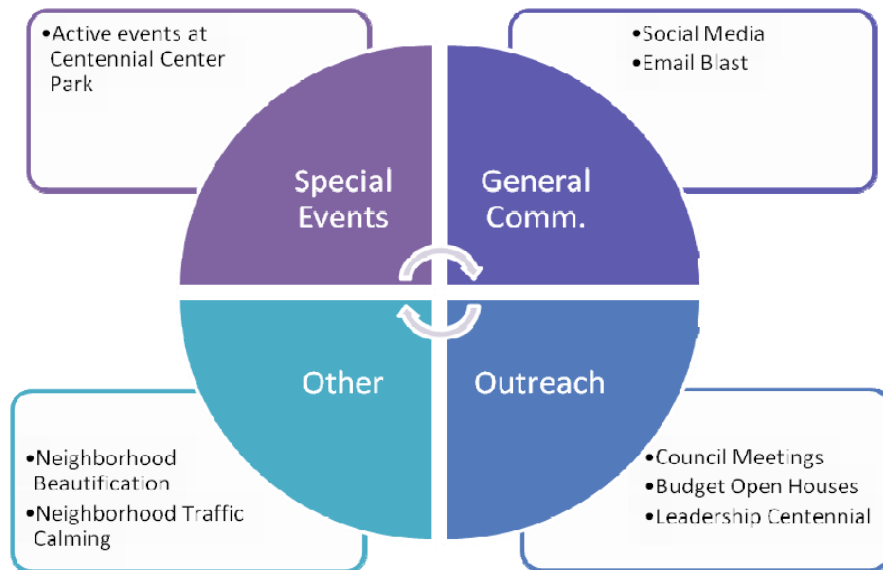 •Active events at
Centennial Center
Park
•Social Media
•Email Blast
Special
Events
General
Comm.
Other
Outreach
•Neighborhood
Beautification
•Neighborhood Traffic
Calming
•Council Meetings
•Budget Open Houses
•Leadership Centennial